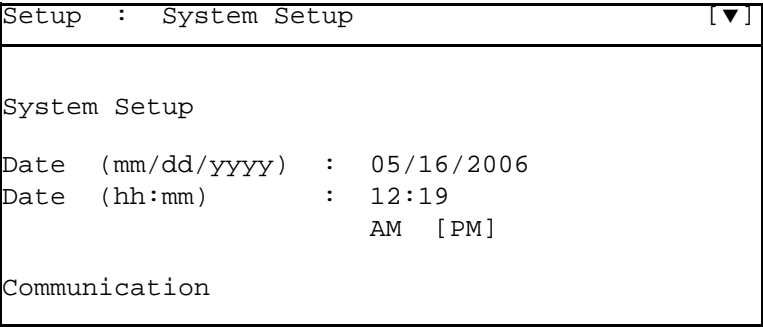 Setup : System Setup [▼]
System Setup
Date (mm/dd/yyyy) : 05/16/2006
Date (hh:mm) : 12:19
AM [PM]
Communication